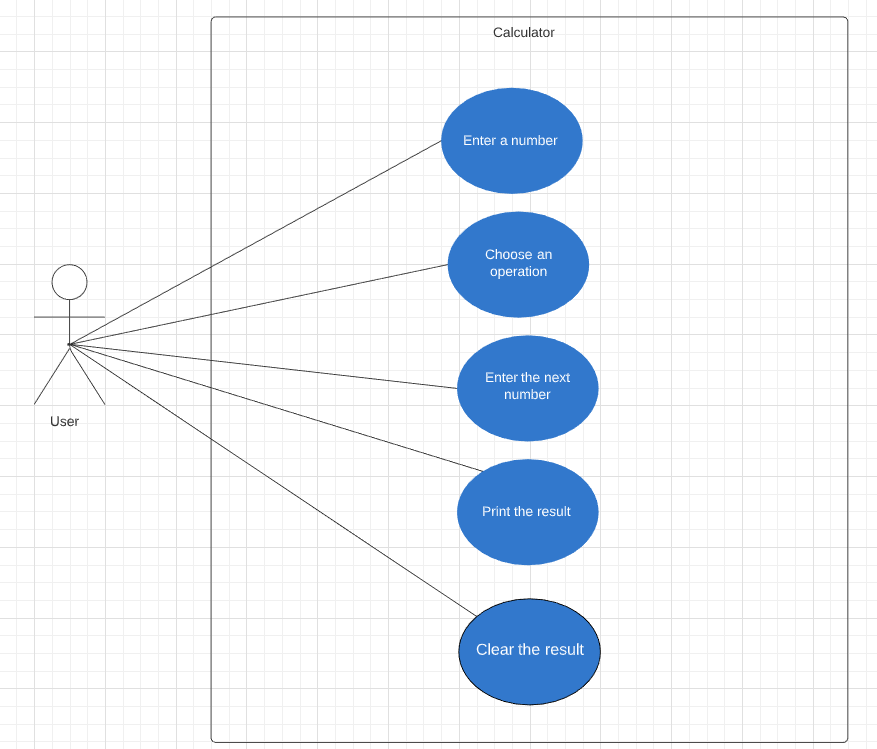 Calculator
Enter a number
Choose an
operation
Enter the next
number
User
Print the result
Clear the result